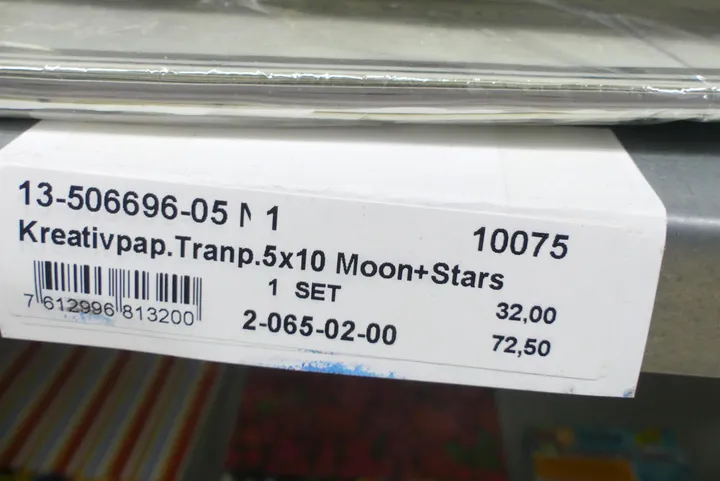 13-506696-05 N 1 10075
Kreativpap.Tranp.5x10 Moon+Stars
1 SET 32,00
7 612996 813200 2-065-02-00 72,50